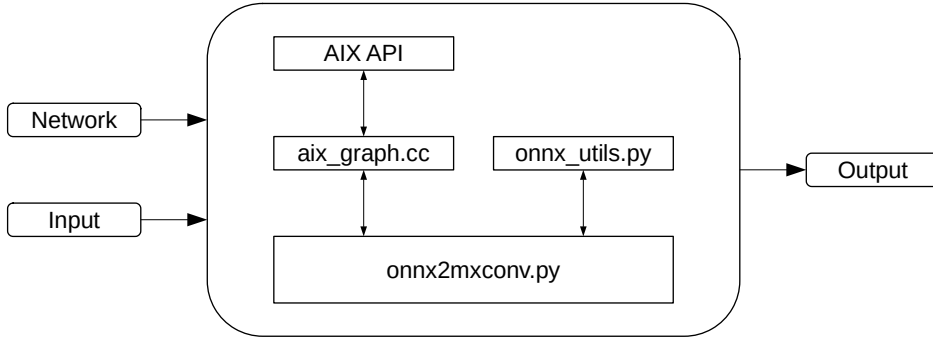 AIX API
Network
aix_graph.cc
onnx_utils.py
Output
Input
onnx2mxconv.py